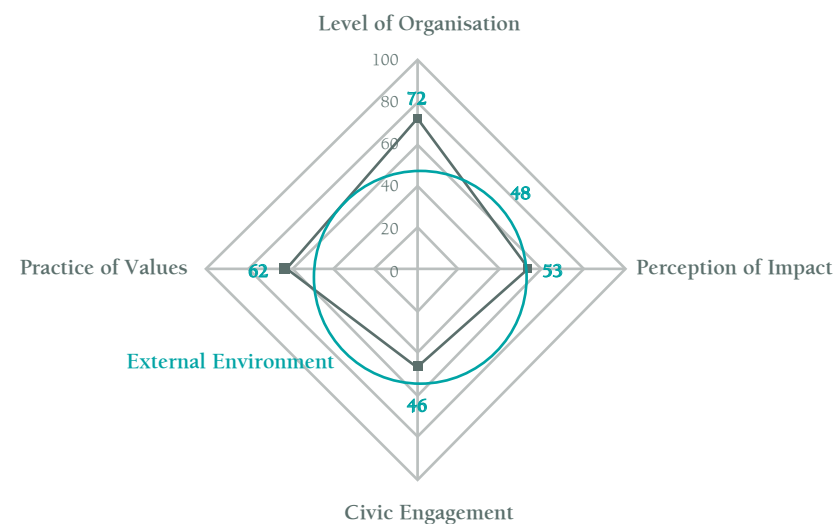 Level of Organisation
100
72
80
60
40
48
20
Practice of Values
62
0
53
Perception of Impact
External Environment
46
Civic Engagement